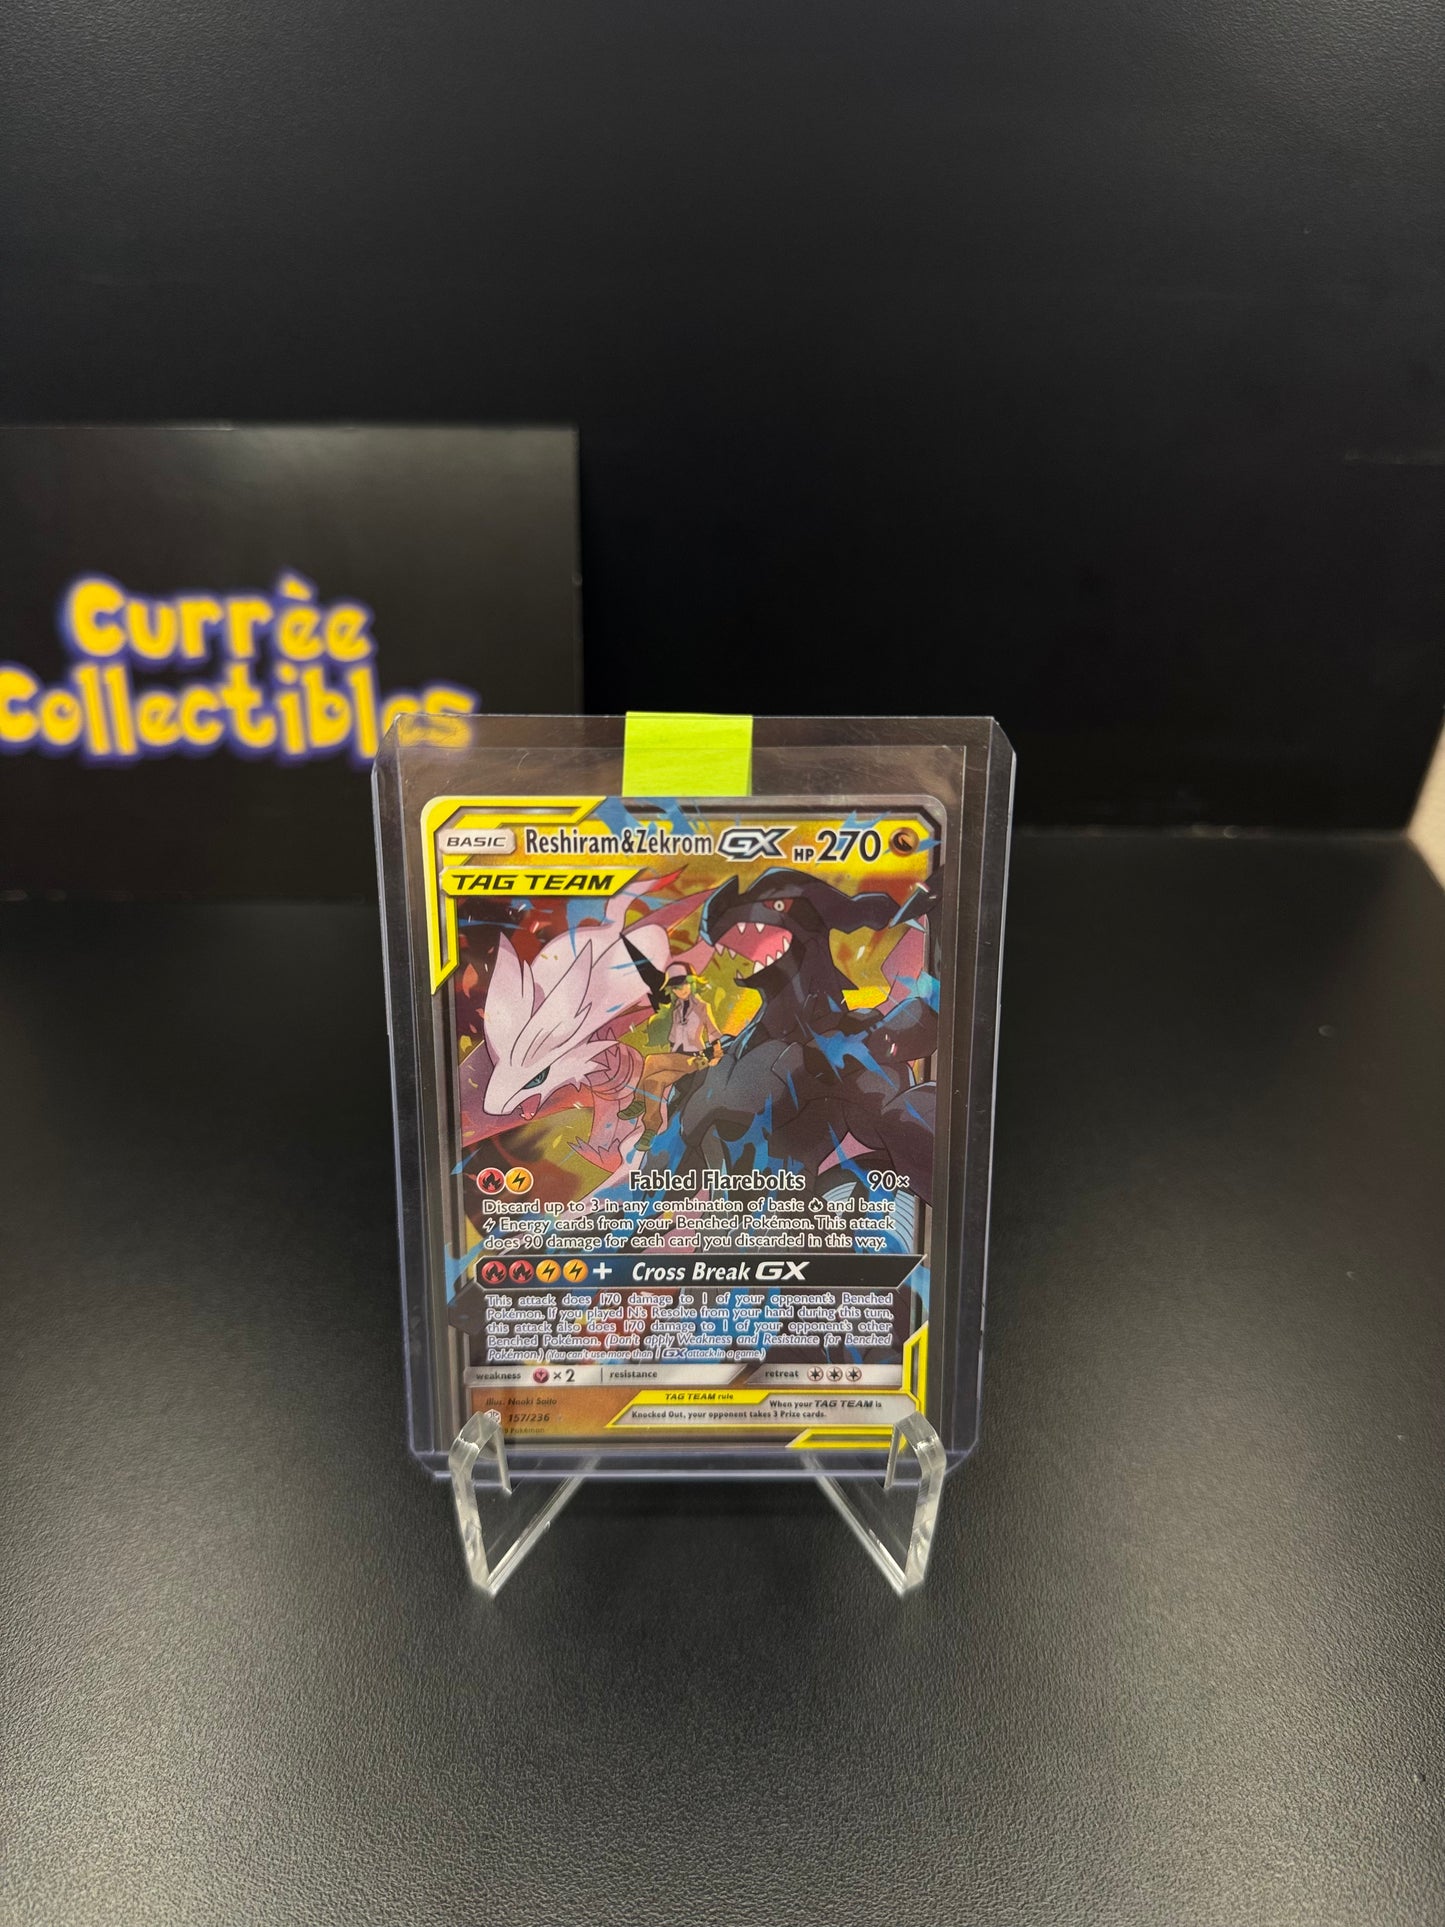 Currèe
Collectibles
BASIC Reshiram&Zekrom GX HP 270
TAG TEAM
Fabled Flarebolts 90×
Discard up to 3 in any combination of basic and basic
Energy cards from your Benched Pokémon. This attack
does 90 damage for each card you discarded in this way.
+ Cross Break GX
This attack does 170 damage to 1 of your opponent's Benched
Pokémon. If you played N's Resolve from your hand during this turn,
this attack also does 170 damage to 1 of your opponent's other
Benched Pokémon. (Don't apply Weakness and Resistance for Benched
Pokémon.) (You can't use more than 1 GX attack in a game.)
weakness × 2 resistance retreat
Illus. Naoki Saito
157/236
Pokémon
TAG TEAM rule
When your TAG TEAM is
Knocked Out, your opponent takes 3 Prize cards.